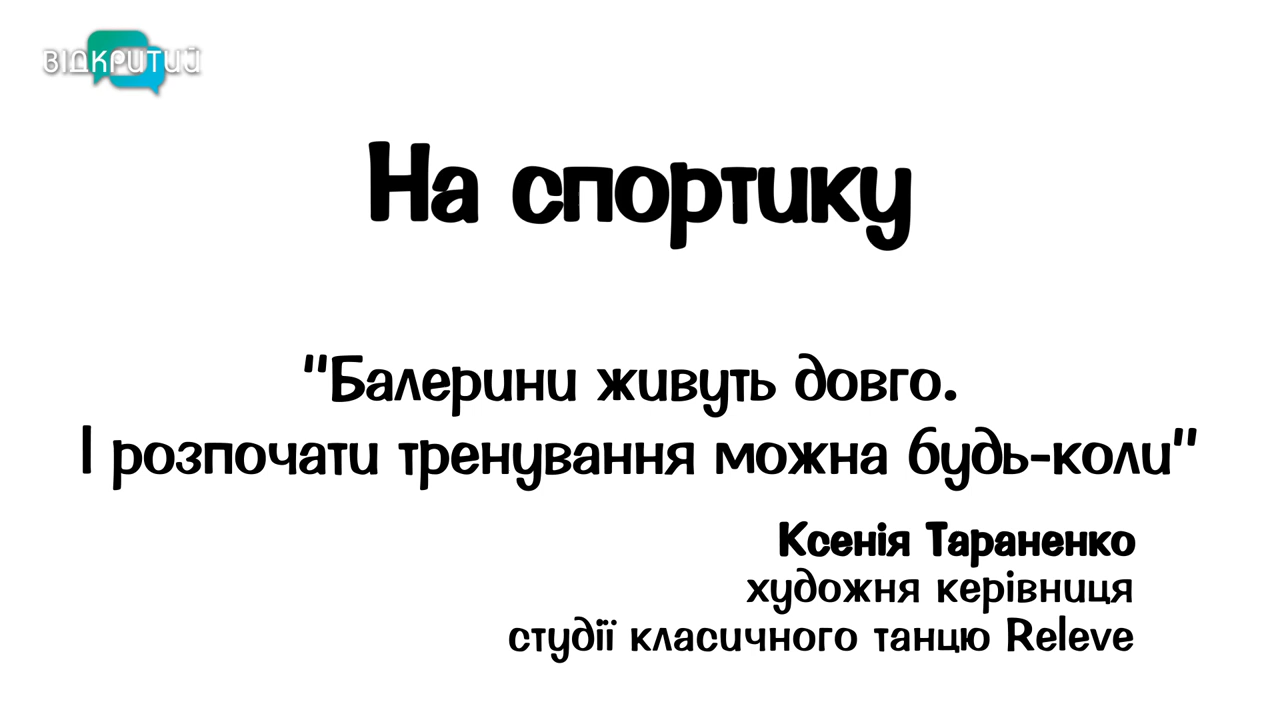 ВІДКРИТИЙ
На спортику
"Балерини живуть довго.
І розпочати тренування можна будь-коли"
Ксенія Тараненко
художня керівниця
студії класичного танцю Releve